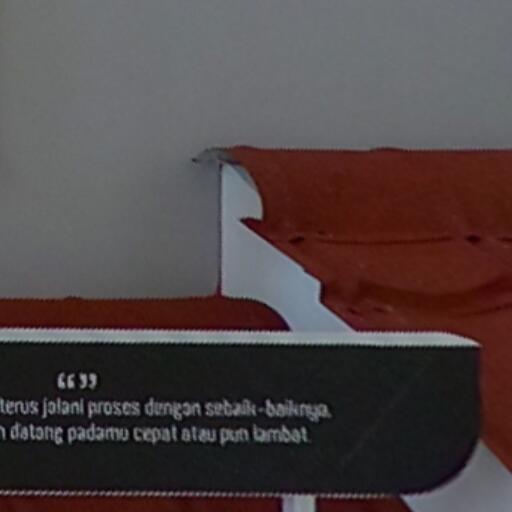 “”
terus jalani proses dengan sebaik-baiknya.
datang padamu cepat atau pun lambat.